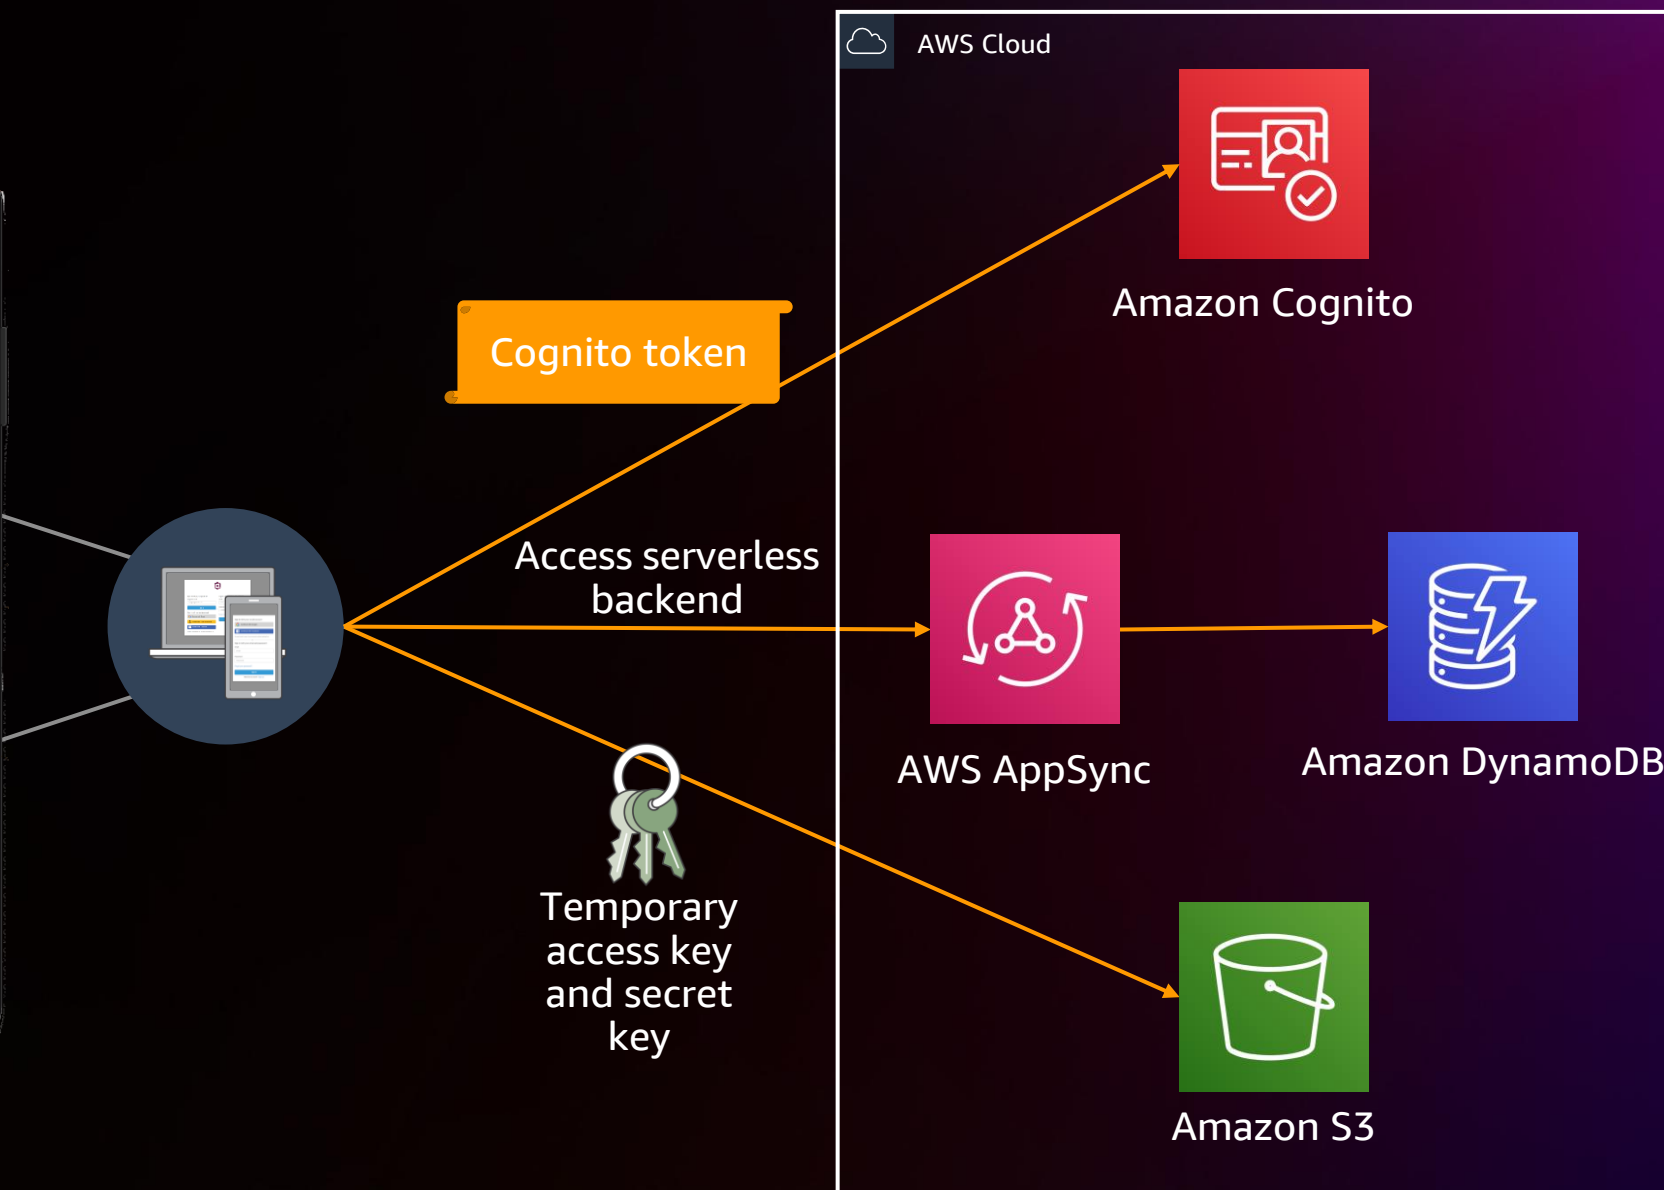 AWS Cloud
Amazon Cognito
Cognito token
Access serverless
backend
AWS AppSync
Amazon DynamoDB
Temporary
access key
and secret
key
Amazon S3